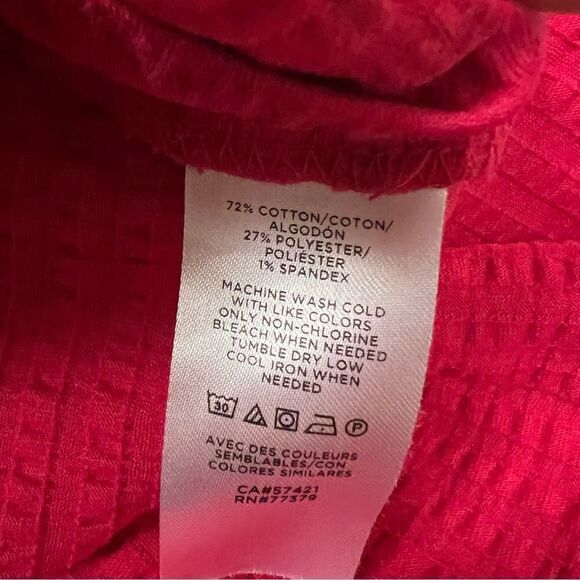 72% COTTON/COTON/
ALGODÓN
27% POLYESTER/
POLIÉSTER
1% SPANDEX
MACHINE WASH COLD
WITH LIKE COLORS
ONLY NON-CHLORINE
BLEACH WHEN NEEDED
TUMBLE DRY LOW
COOL IRON WHEN
NEEDED
30 P
AVEC DES COULEURS
SEMBLABLES/CON
COLORES SIMILARES
CA#57421
RN#77379